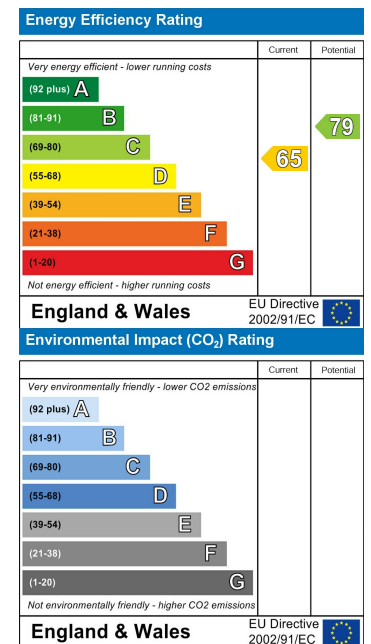 Energy Efficiency Rating
Current Potential
Very energy efficient - lower running costs
(92 plus) A
(81-91) B
(69-80) C
(55-68) D
(39-54) E
(21-38) F
(1-20) G
65
79
Not energy efficient - higher running costs
England & Wales
EU Directive
2002/91/EC
Environmental Impact (CO₂) Rating
Current Potential
Very environmentally friendly - lower CO2 emissions
(92 plus) A
(81-91) B
(69-80) C
(55-68) D
(39-54) E
(21-38) F
(1-20) G
Not environmentally friendly - higher CO2 emissions
England & Wales
EU Directive
2002/91/EC